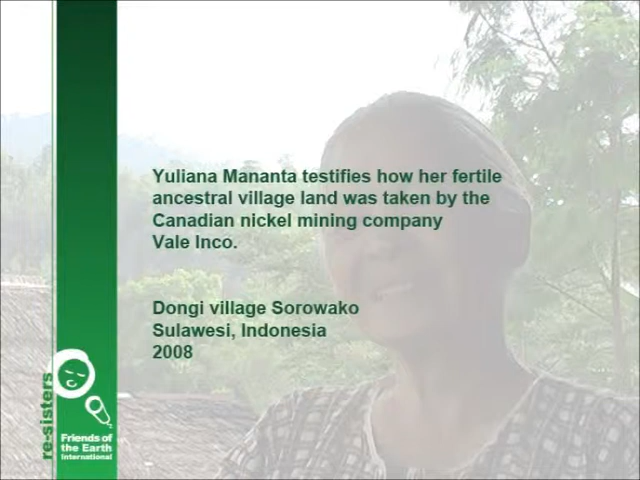 Yuliana Mananta testifies how her fertile
ancestral village land was taken by the
Canadian nickel mining company
Vale Inco.
Dongi village Sorowako
Sulawesi, Indonesia
2008
re:sisters
Friends of
the Earth
International